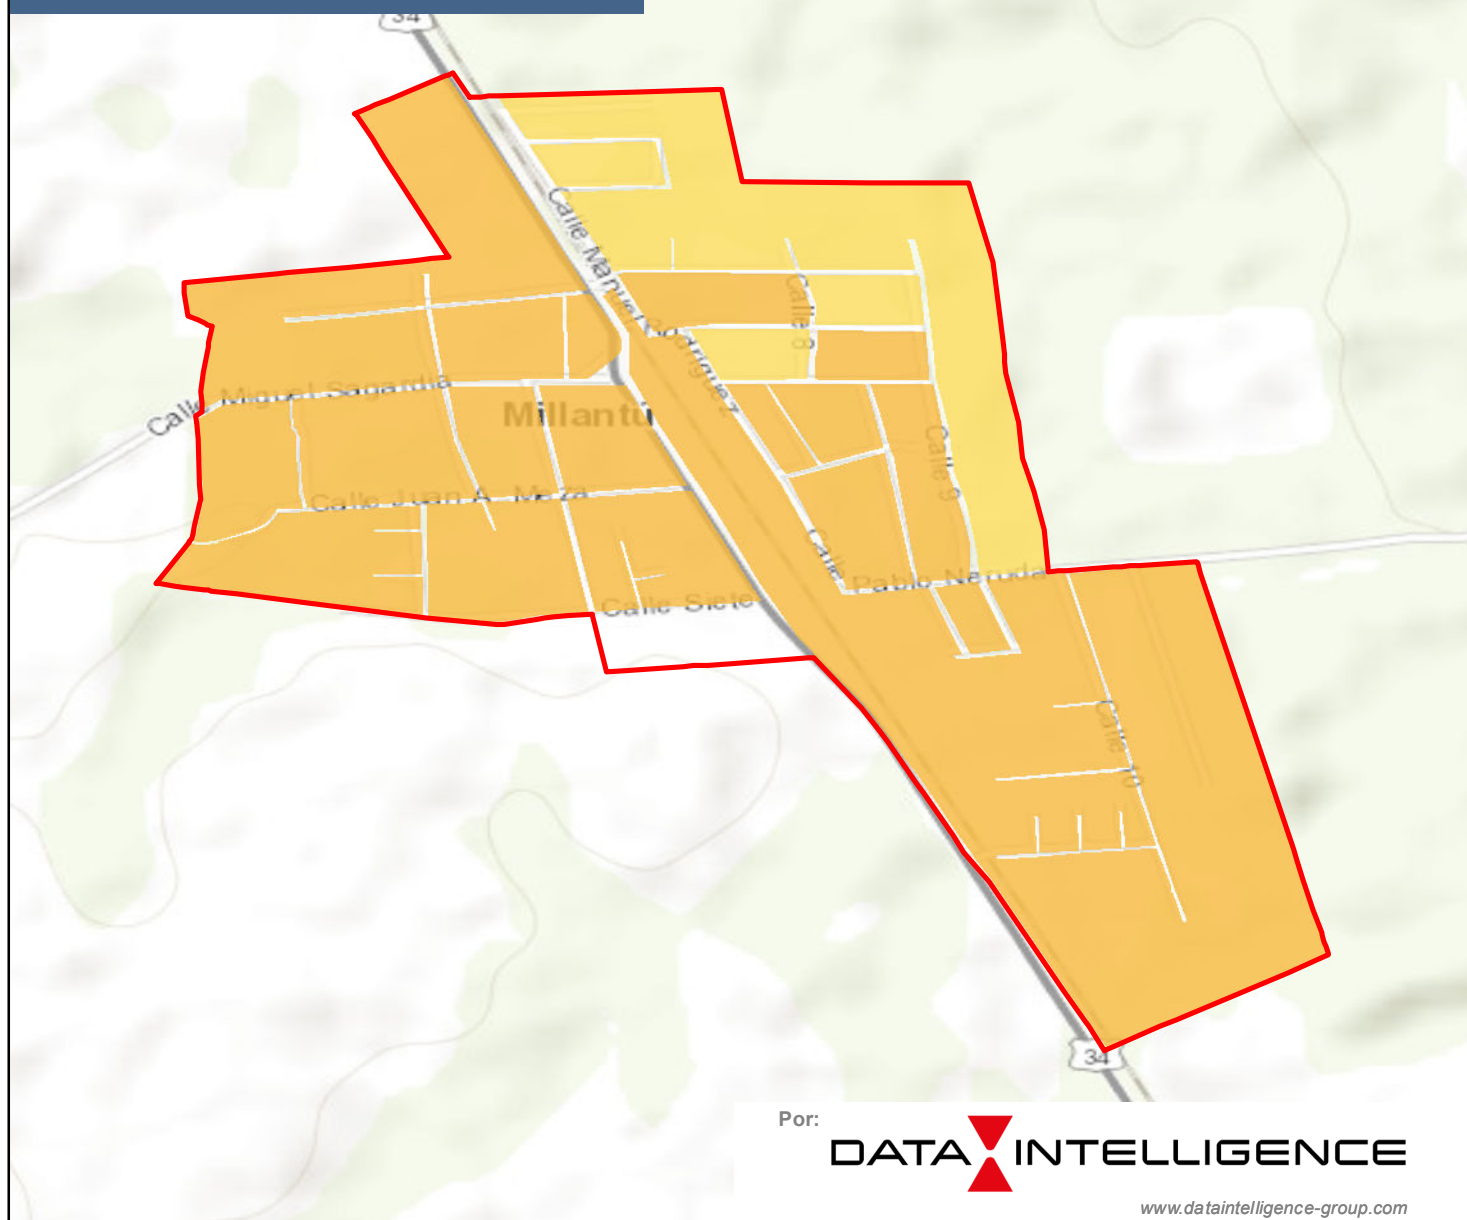 34
Calle Manuel Rodriguez
Calle 8
Calle Miguel Sagardia
Millantú
Calle 9
Calle Juan A. Meza
Calle
Pablo Neruda
Calle Siete
Calle 10
34
Por:
DATA INTELLIGENCE
www.dataintelligence-group.com